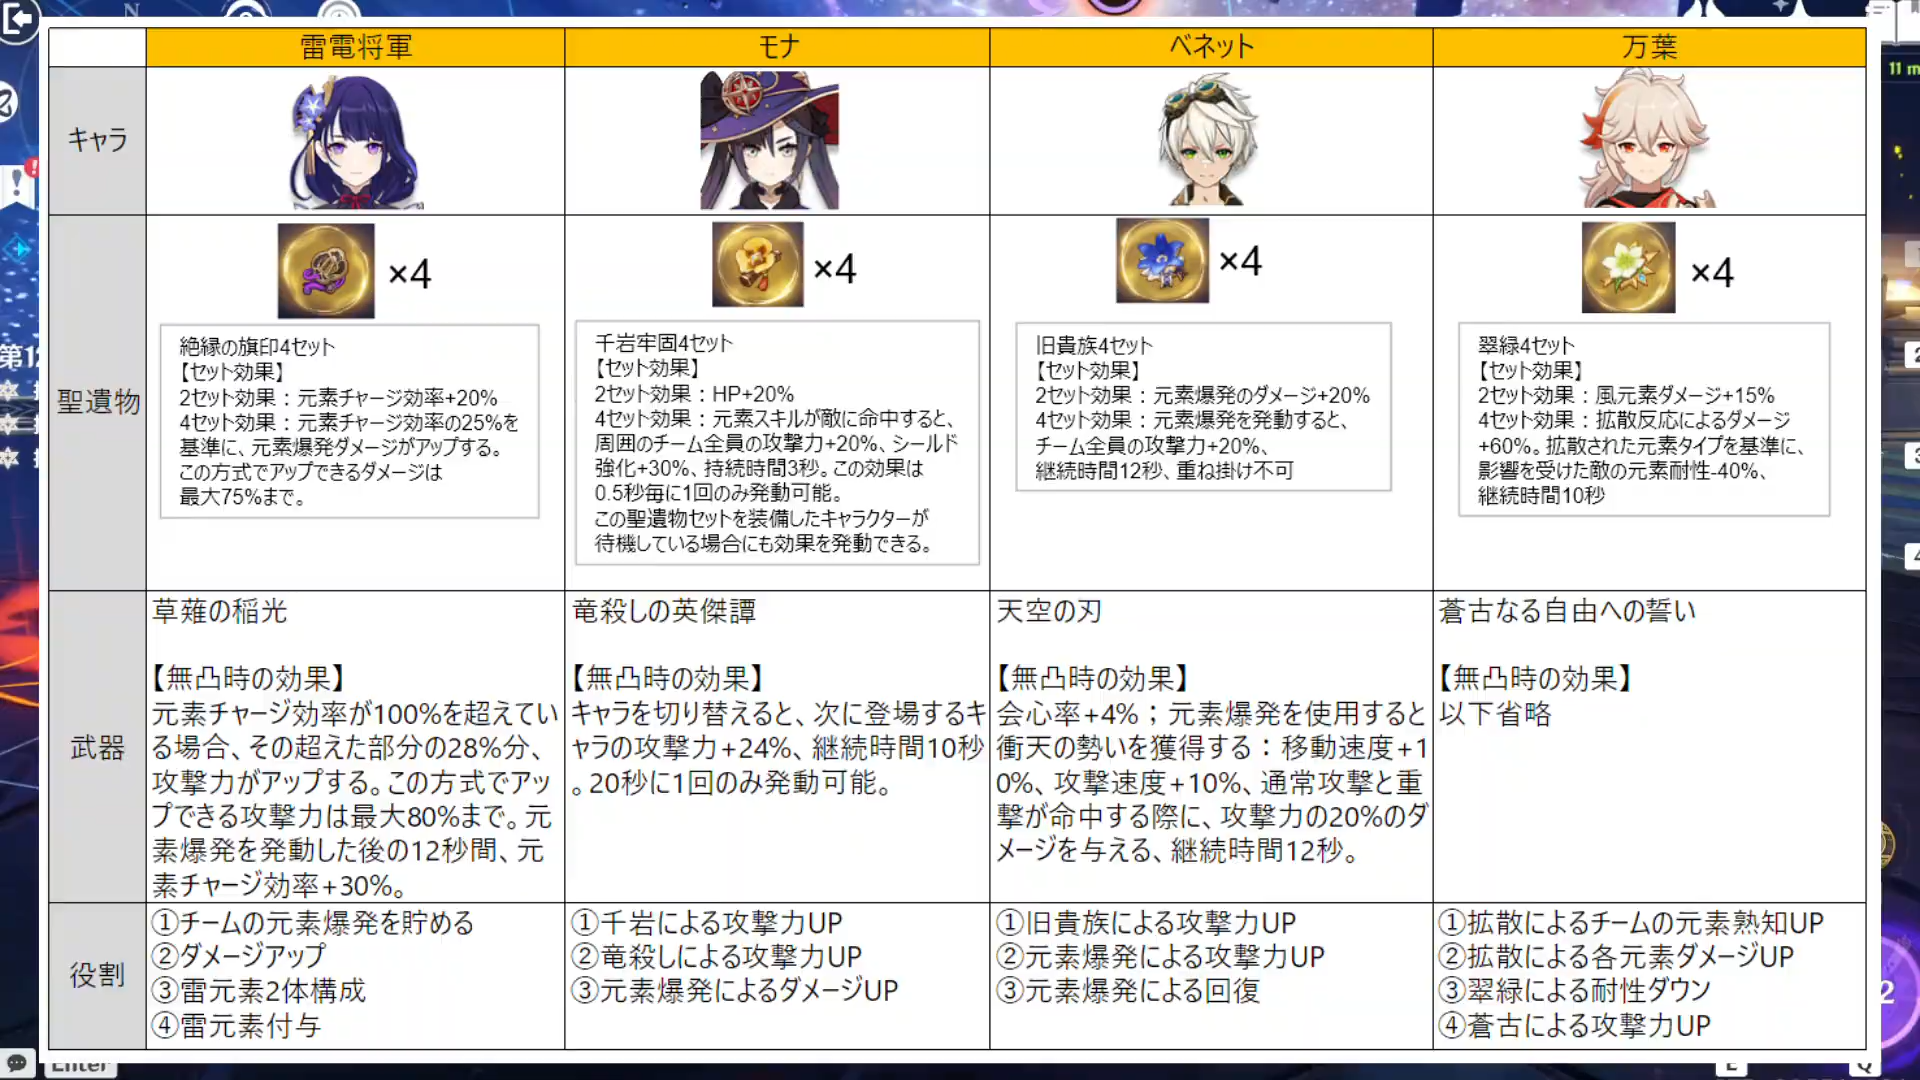 N
雷電将軍
モナ
ベネット
万葉
11 m
キャラ
聖遺物
×4
×4
×4
×4
絶縁の旗印4セット
【セット効果】
2セット効果：元素チャージ効率+20%
4セット効果：元素チャージ効率の25%を
基準に、元素爆発ダメージがアップする。
この方式でアップできるダメージは
最大75%まで。
千岩牢固4セット
【セット効果】
2セット効果：HP+20%
4セット効果：元素スキルが敵に命中すると、
周囲のチーム全員の攻撃力+20%、シールド
強化+30%、持続時間3秒。この効果は
0.5秒毎に1回のみ発動可能。
この聖遺物セットを装備したキャラクターが
待機している場合にも効果を発動できる。
旧貴族4セット
【セット効果】
2セット効果：元素爆発のダメージ+20%
4セット効果：元素爆発を発動すると、
チーム全員の攻撃力+20%、
継続時間12秒、重ね掛け不可
翠緑4セット
【セット効果】
2セット効果：風元素ダメージ+15%
4セット効果：拡散反応によるダメージ
+60%。拡散された元素タイプを基準に、
影響を受けた敵の元素耐性-40%、
継続時間10秒
武器
草薙の稲光
【無凸時の効果】
元素チャージ効率が100%を超えてい
る場合、その超えた部分の28%分、
攻撃力がアップする。この方式でアッ
プできる攻撃力は最大80%まで。元
素爆発を発動した後の12秒間、元
素チャージ効率+30%。
竜殺しの英傑譚
【無凸時の効果】
キャラを切り替えると、次に登場するキ
ャラの攻撃力+24%、継続時間10秒
。20秒に1回のみ発動可能。
天空の刃
【無凸時の効果】
会心率+4%；元素爆発を使用すると
衝天の勢いを獲得する：移動速度+1
0%、攻撃速度+10%、通常攻撃と重
撃が命中する際に、攻撃力の20%のダ
メージを与える、継続時間12秒。
蒼古なる自由への誓い
【無凸時の効果】
以下省略
役割
①チームの元素爆発を貯める
②ダメージアップ
③雷元素2体構成
④雷元素付与
①千岩による攻撃力UP
②竜殺しによる攻撃力UP
③元素爆発によるダメージUP
①旧貴族による攻撃力UP
②元素爆発による攻撃力UP
③元素爆発による回復
①拡散によるチームの元素熟知UP
②拡散による各元素ダメージUP
③翠緑による耐性ダウン
④蒼古による攻撃力UP
第12
2
Enter
E
Q